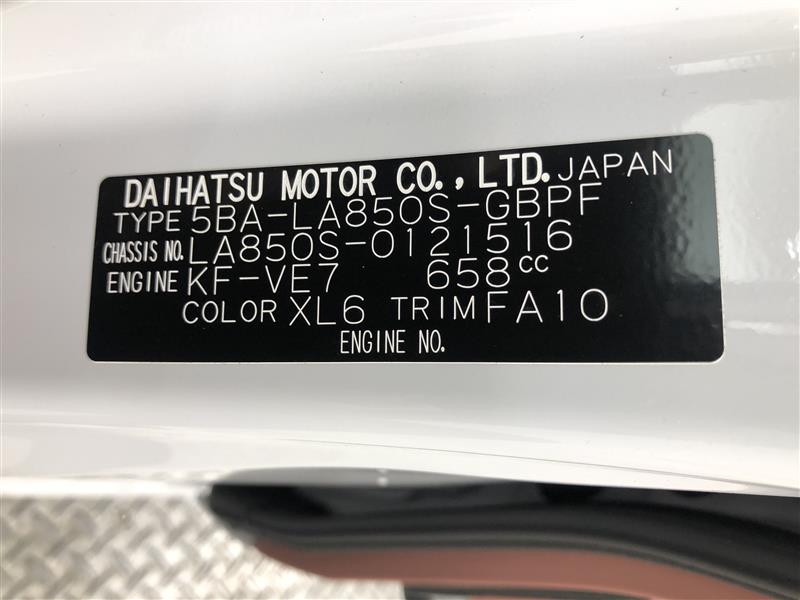 DAIHATSU MOTOR CO., LTD. JAPAN
TYPE 5BA-LA850S-GBPF
CHASSIS NO. LA850S-0121516
ENGINE KF-VE7 658cc
COLOR XL6 TRIM FA10
ENGINE NO.